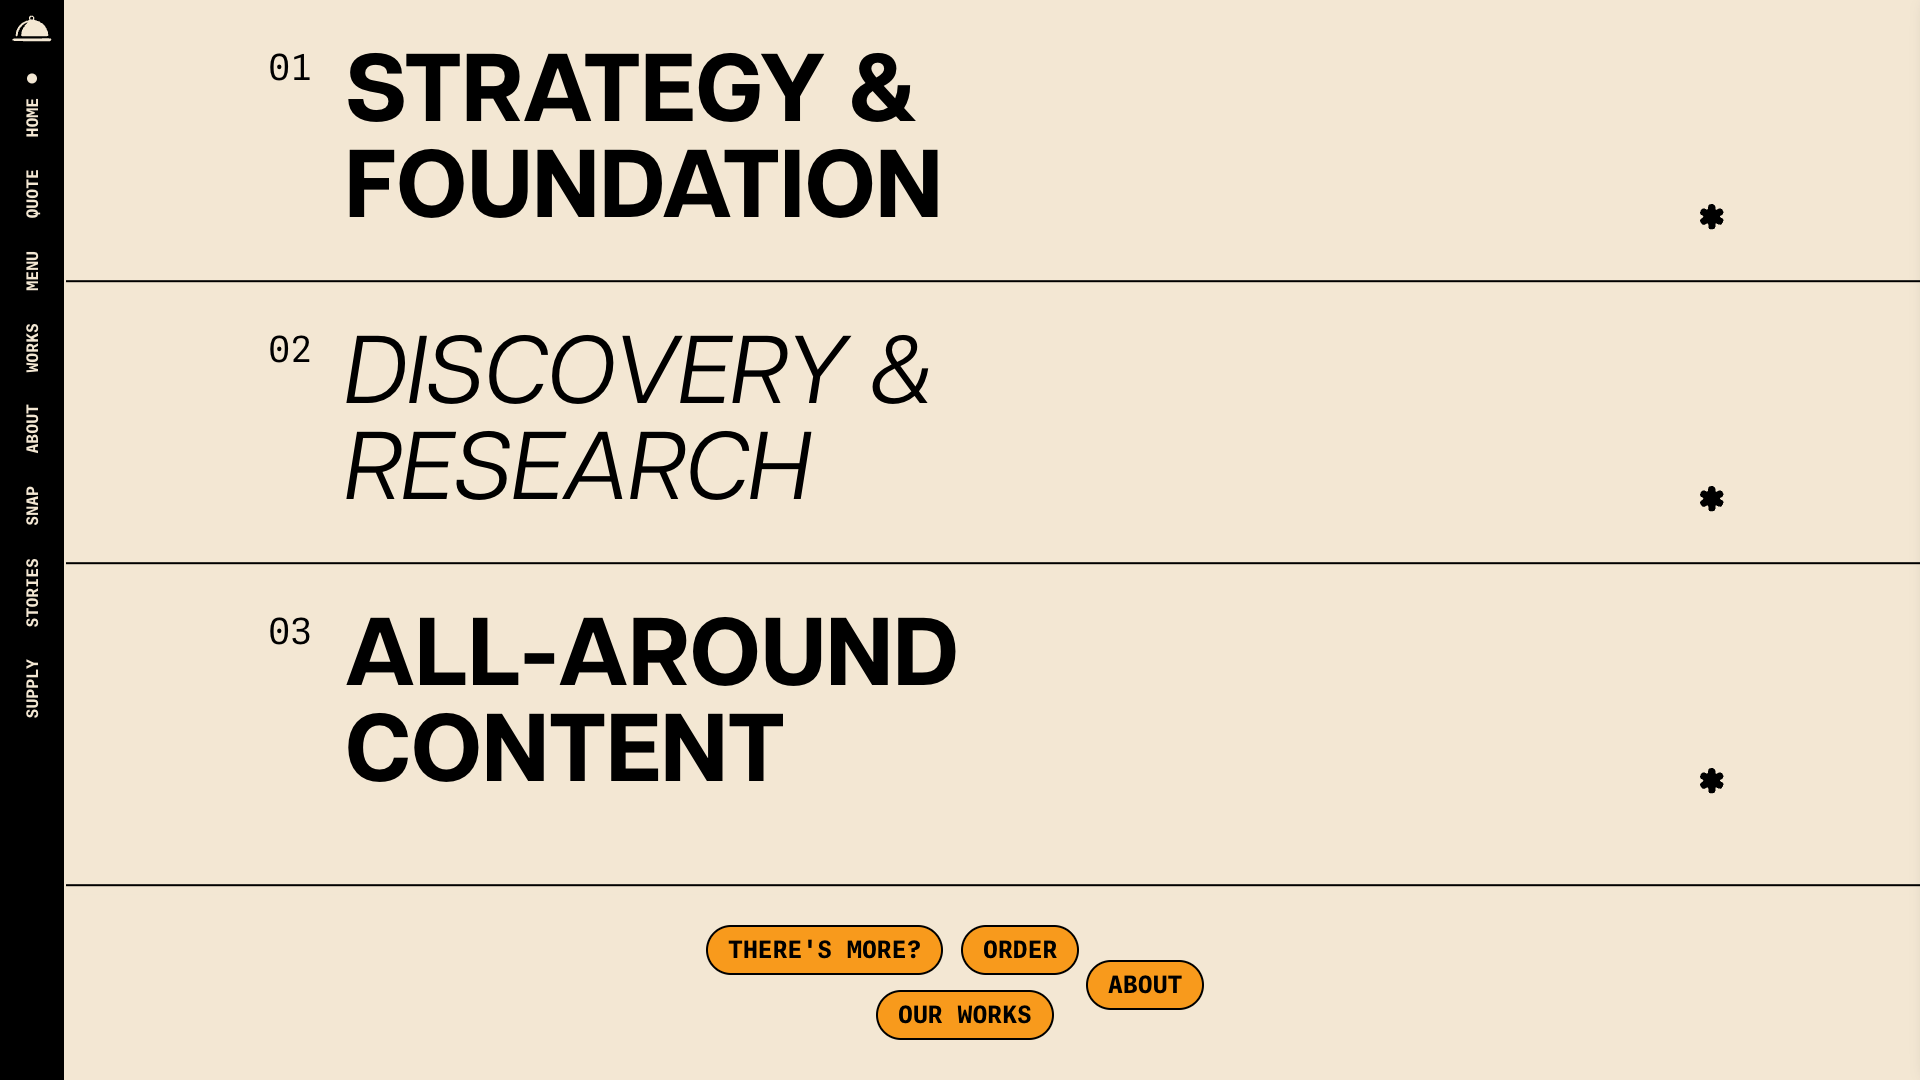 HOME
QUOTE
MENU
WORKS
ABOUT
SNAP
STORIES
SUPPLY
01
STRATEGY &
FOUNDATION
02
DISCOVERY &
RESEARCH
03
ALL-AROUND
CONTENT
THERE'S MORE?
ORDER
ABOUT
OUR WORKS